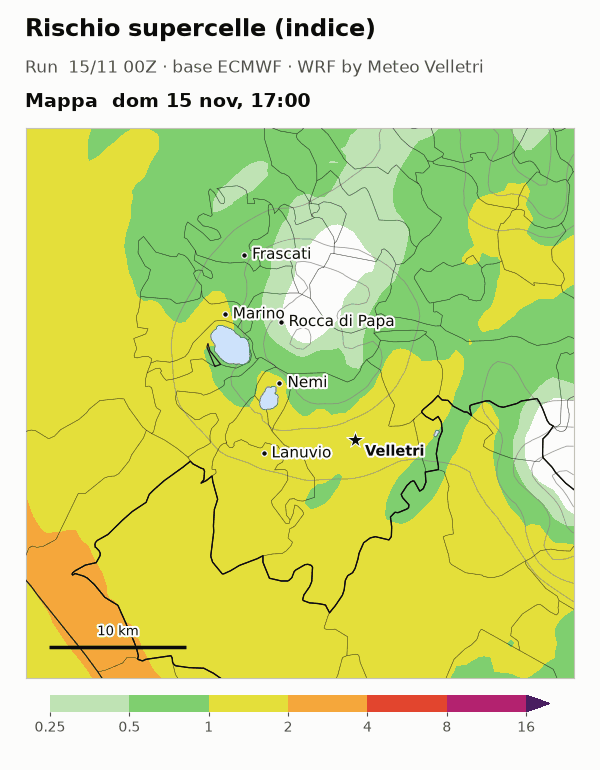 Rischio supercelle (indice)
Run  15/11 00Z · base ECMWF · WRF by Meteo Velletri
Mappa  dom 15 nov, 17:00
Frascati
Marino
Rocca di Papa
Nemi
Velletri
Lanuvio
10 km
0.25 0.5 1 2 4 8 16